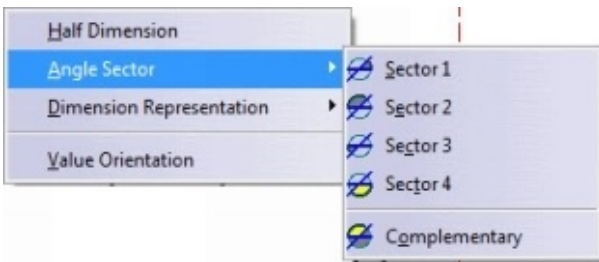 Half Dimension
Angle Sector
Dimension Representation
Value Orientation
Sector 1
Sector 2
Sector 3
Sector 4
Complementary